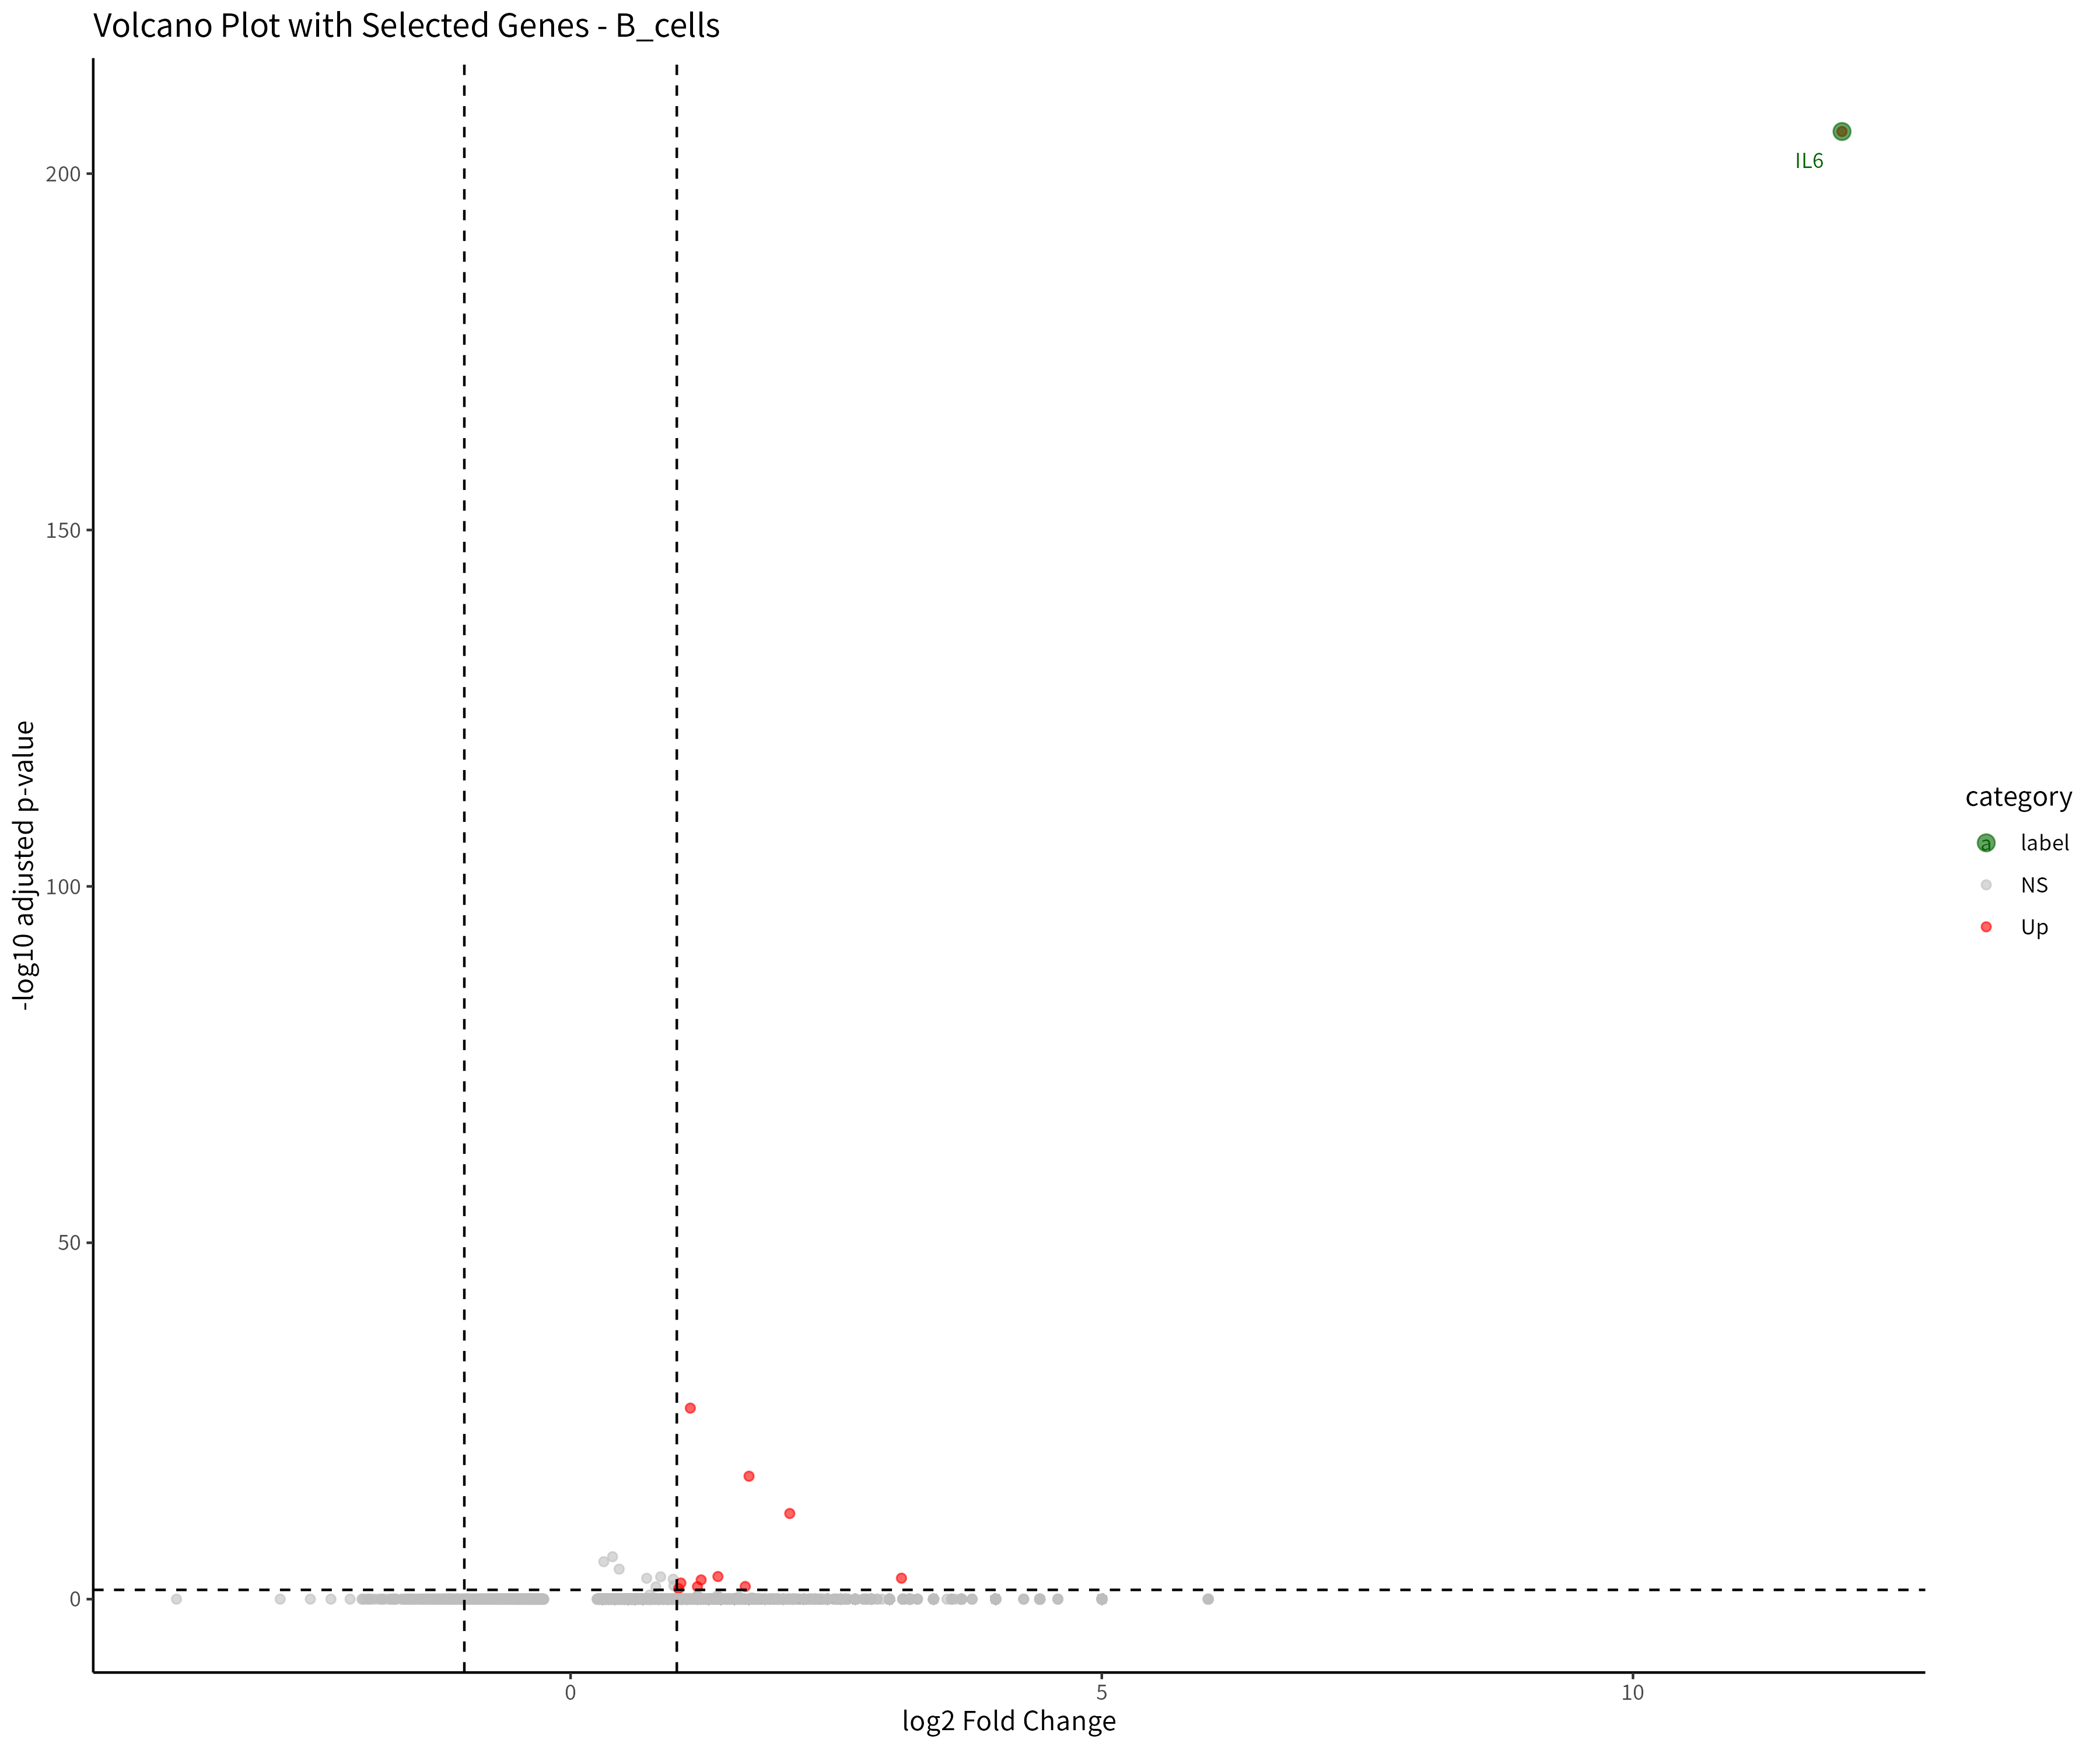 Volcano Plot with Selected Genes - B_cells
-log10 adjusted p-value
200
150
100
50
0
IL6
0
5
10
log2 Fold Change
category
a label
NS
Up